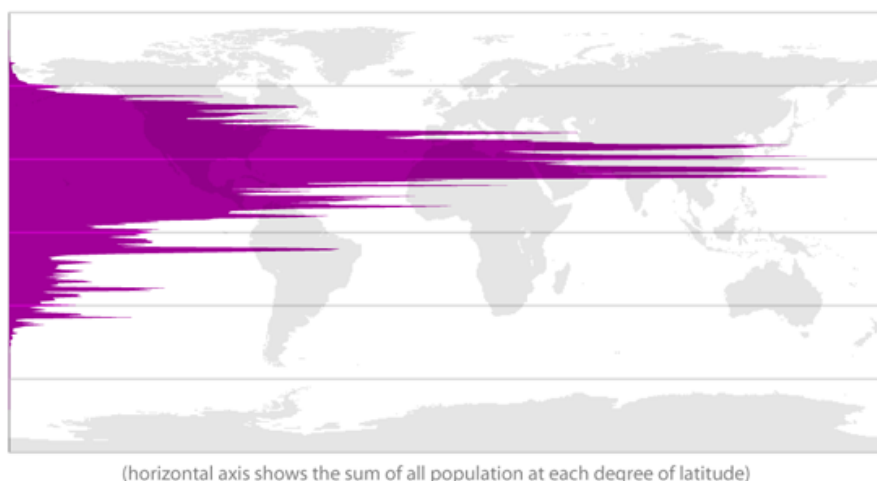 (horizontal axis shows the sum of all population at each degree of latitude)